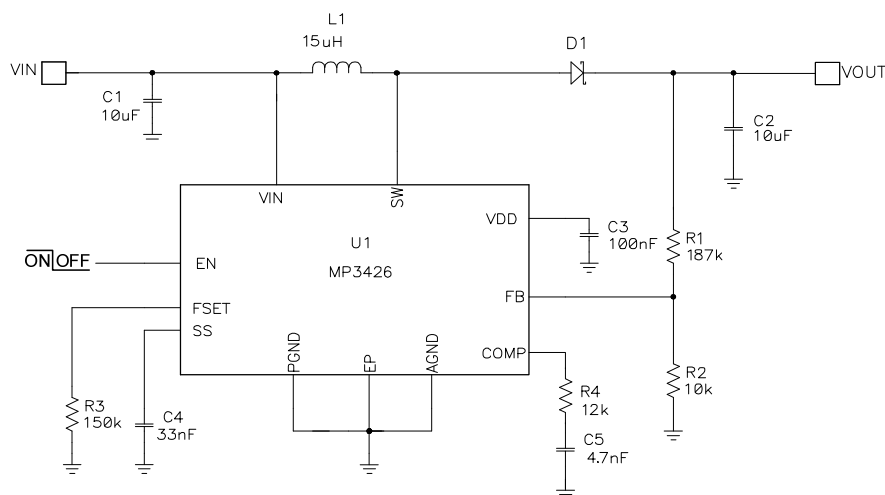 L1
15uH
D1
VIN
VOUT
C1
10uF
C2
10uF
VIN
SW
VDD
C3
100nF
U1
MP3426
R1
187k
ON OFF
EN
FSET
SS
FB
COMP
PGND
EP
AGND
R2
10k
R3
150k
C4
33nF
R4
12k
C5
4.7nF